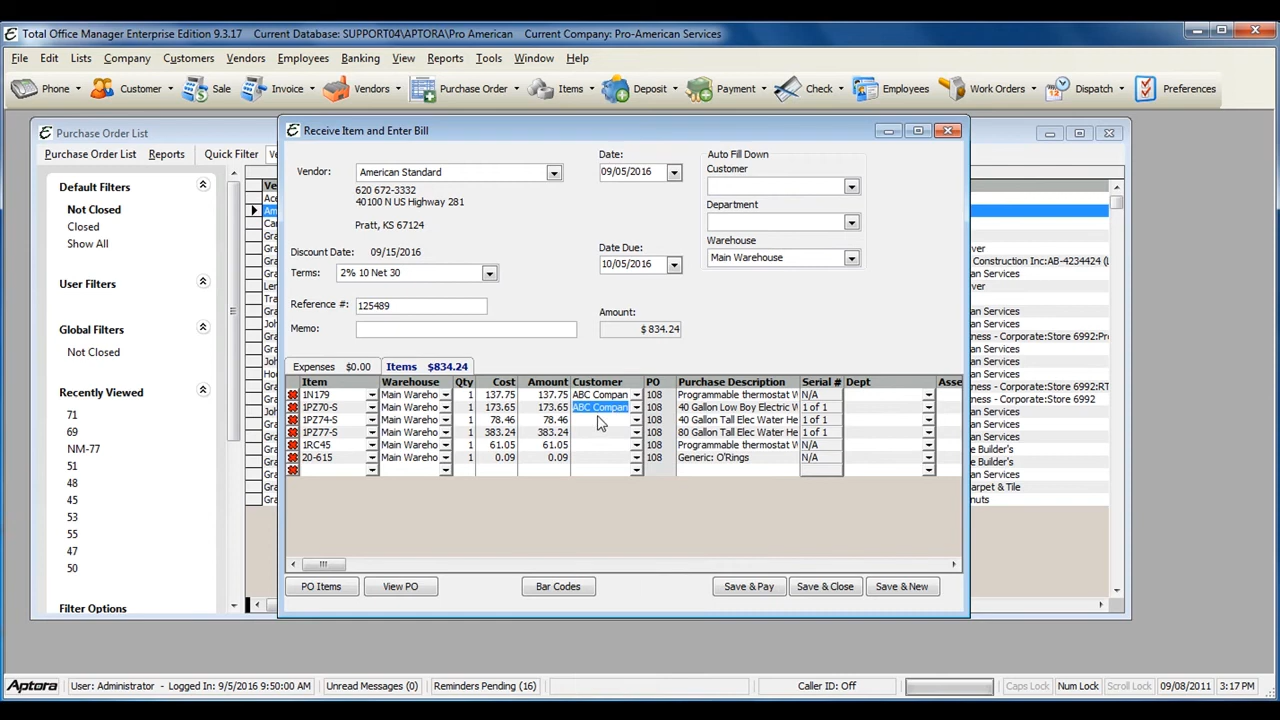 Total Office Manager Enterprise Edition 9.3.17 Current Database: SUPPORT04\APTORA\Pro American Current Company: Pro-American Services
File Edit Lists Company Customers Vendors Employees Banking View Reports Tools Window Help
Phone Customer Sale Invoice Vendors Purchase Order Items Deposit Payment Check Employees Work Orders Dispatch Preferences
Purchase Order List
Purchase Order List Reports Quick Filter
Default Filters
Not Closed
Closed
Show All
User Filters
Global Filters
Not Closed
Recently Viewed
71
69
NM-77
51
48
45
53
55
47
50
Filter Options
Receive Item and Enter Bill
Vendor: American Standard
620 672-3332
40100 N US Highway 281
Pratt, KS 67124
Date:
09/05/2016
Auto Fill Down
Customer
Department
Warehouse
Main Warehouse
Discount Date: 09/15/2016
Terms: 2% 10 Net 30
Date Due:
10/05/2016
Reference #: 125489
Memo:
Amount:
$ 834.24
Expenses $0.00 Items $834.24
Item Warehouse Qty Cost Amount Customer PO Purchase Description Serial # Dept Asse
1N179 Main Wareho 1 137.75 137.75 ABC Compan 108 Programmable thermostat W N/A
1PZ70-S Main Wareho 1 173.65 173.65 ABC Compan 108 40 Gallon Low Boy Electric W 1 of 1
1PZ74-S Main Wareho 1 78.46 78.46 108 40 Gallon Tall Elec Water He 1 of 1
1PZ77-S Main Wareho 1 383.24 383.24 108 80 Gallon Tall Elec Water He 1 of 1
1RC45 Main Wareho 1 61.05 61.05 108 Programmable thermostat W N/A
20-615 Main Wareho 1 0.09 0.09 108 Generic: O'Rings N/A
PO Items View PO Bar Codes Save & Pay Save & Close Save & New
ver
Construction Inc:AB-4234424 (L
an Services
ver
an Services
an Services
ness - Corporate:Store 6992:Pr
an Services
an Services
an Services
ness - Corporate:Store 6992:RT
an Services
ness - Corporate:Store 6992
e Builder's
e Builder's
an Services
arpet & Tile
nuts
Aptora User: Administrator - Logged In: 9/5/2016 9:50:00 AM Unread Messages (0) Reminders Pending (16) Caller ID: Off Caps Lock Num Lock Scroll Lock 09/08/2011 3:17 PM